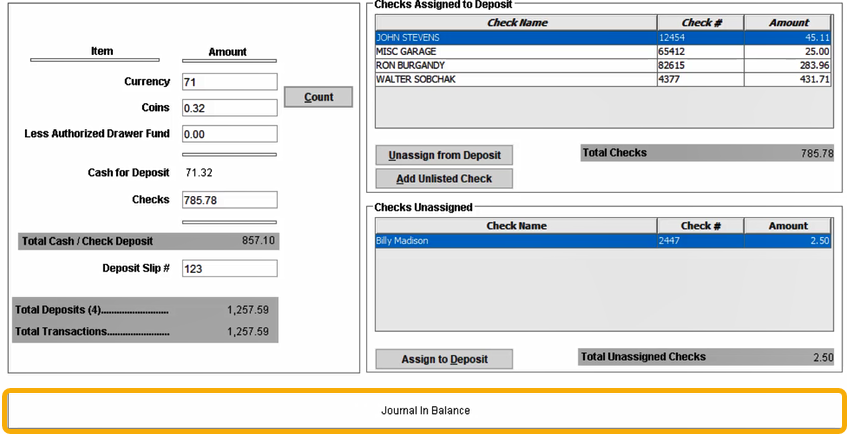 Item Amount
Currency 71
Count
Coins 0.32
Less Authorized Drawer Fund 0.00
Cash for Deposit 71.32
Checks 785.78
Total Cash / Check Deposit 857.10
Deposit Slip # 123
Total Deposits (4)......................... 1,257.59
Total Transactions......................... 1,257.59
Checks Assigned to Deposit
Check Name Check # Amount
JOHN STEVENS 12454 45.11
MISC GARAGE 65412 25.00
RON BURGANDY 82615 283.96
WALTER SOBCHAK 4377 431.71
Unassign from Deposit Total Checks 785.78
Add Unlisted Check
Checks Unassigned
Check Name Check # Amount
Billy Madison 2447 2.50
Assign to Deposit Total Unassigned Checks 2.50
Journal In Balance